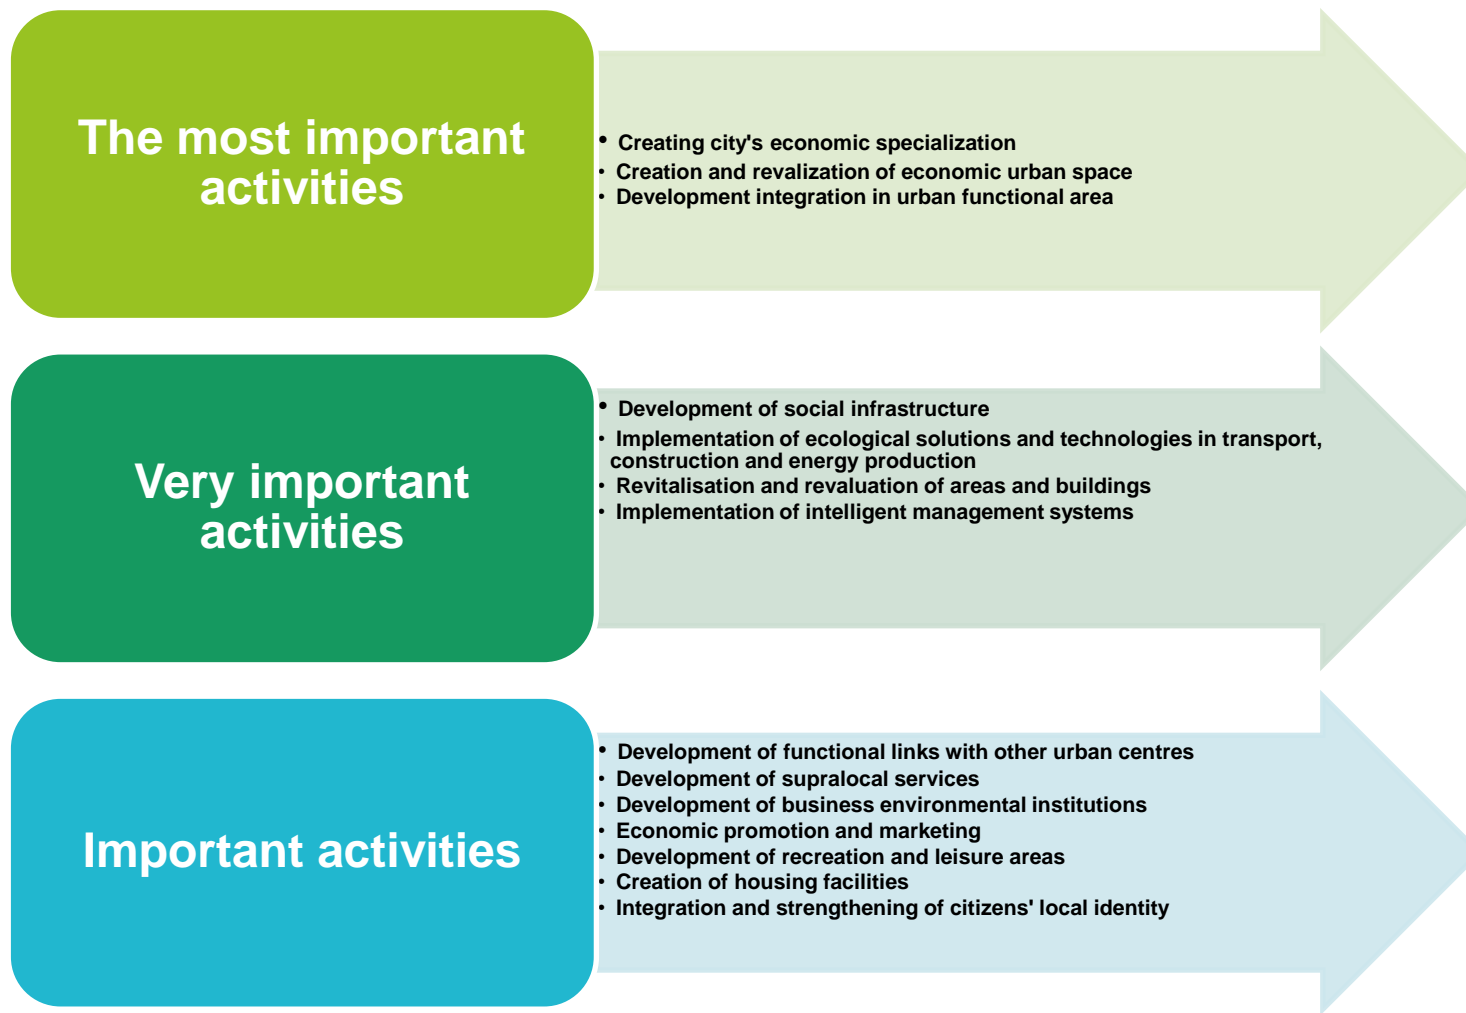 The most important
activities
• Creating city's economic specialization
• Creation and revalization of economic urban space
• Development integration in urban functional area
Very important
activities
• Development of social infrastructure
• Implementation of ecological solutions and technologies in transport,
construction and energy production
• Revitalisation and revaluation of areas and buildings
• Implementation of intelligent management systems
Important activities
• Development of functional links with other urban centres
• Development of supralocal services
• Development of business environmental institutions
• Economic promotion and marketing
• Development of recreation and leisure areas
• Creation of housing facilities
• Integration and strengthening of citizens' local identity